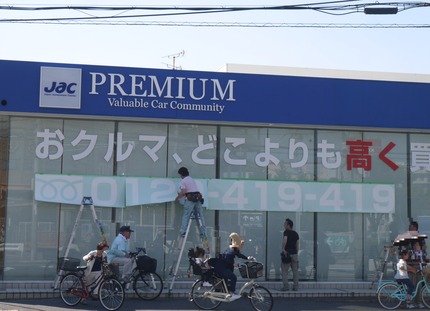 JAC
PREMIUM
Valuable Car Community
おクルマ、どこよりも高く買
0120-419-419